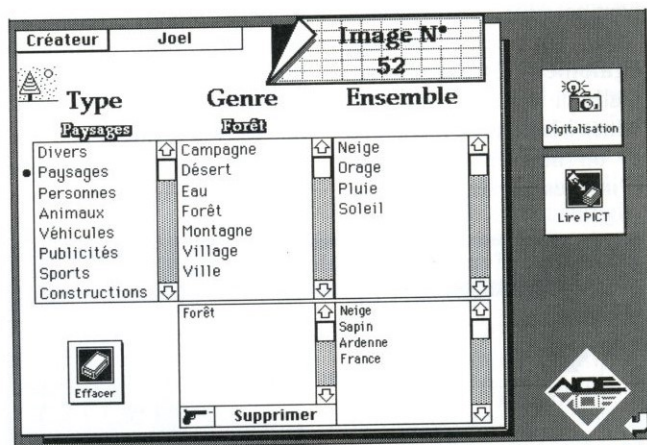 Créateur Joel
Image N°
52
Type Genre Ensemble
Paysages Forêt
Divers
Paysages
Personnes
Animaux
Véhicules
Publicités
Sports
Constructions
Campagne
Désert
Eau
Forêt
Montagne
Village
Ville
Neige
Orage
Pluie
Soleil
Forêt
Neige
Sapin
Ardenne
France
Supprimer
Effacer
Digitalisation
Lire PICT